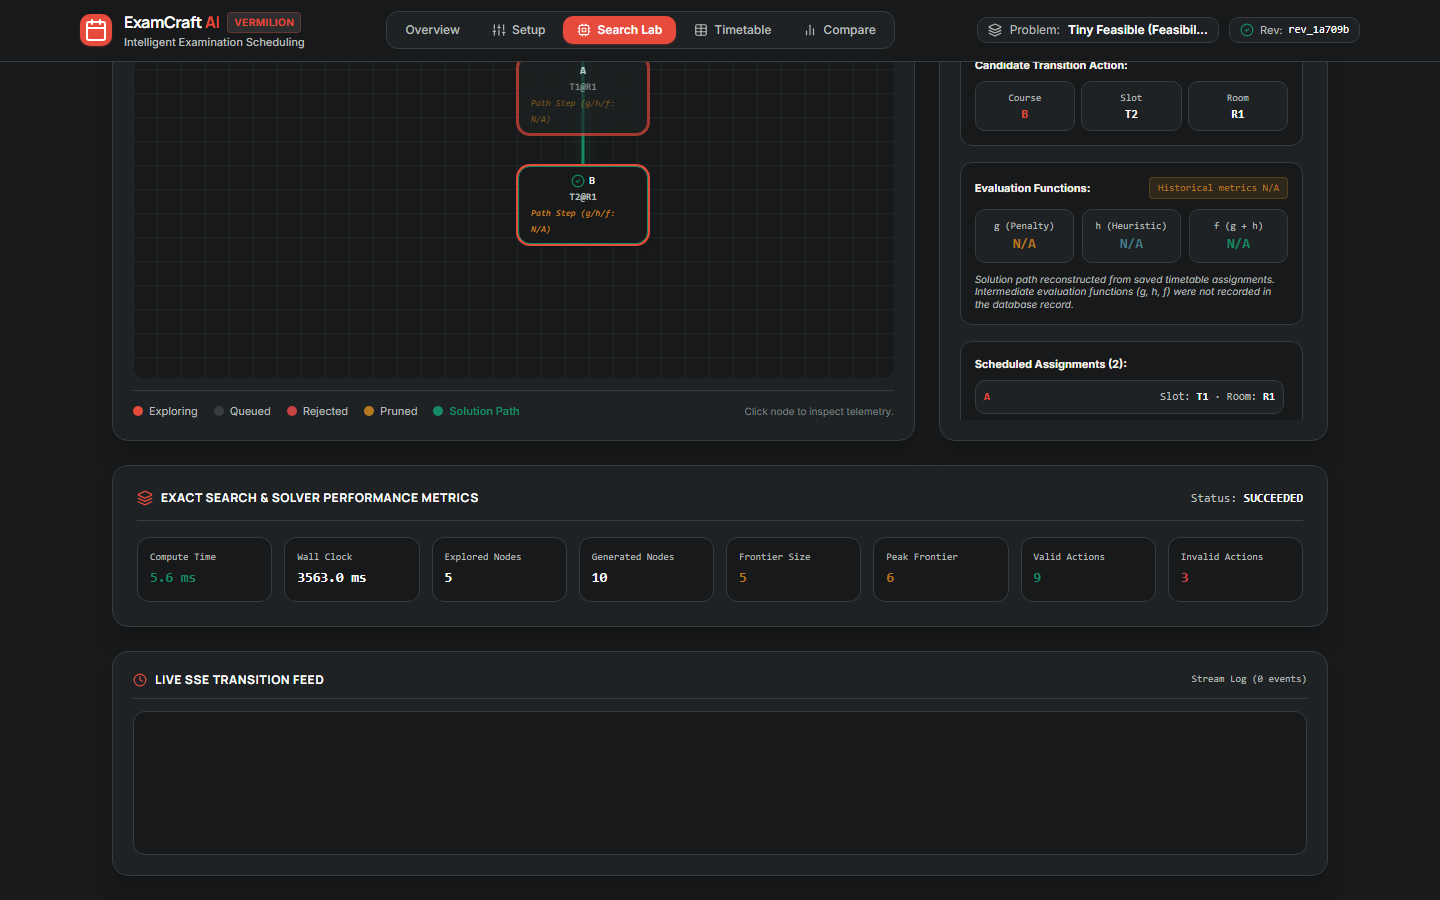 ExamCraft AI VERMILION
Intelligent Examination Scheduling
Overview
Setup
Search Lab
Timetable
Compare
Problem: Tiny Feasible (Feasibil...
Rev: rev_1a709b
A
T1@R1
Path Step (g/h/f:
N/A)
B
T2@R1
Path Step (g/h/f:
N/A)
Exploring
Queued
Rejected
Pruned
Solution Path
Click node to inspect telemetry.
Candidate Transition Action:
Course
B
Slot
T2
Room
R1
Evaluation Functions:
Historical metrics N/A
g (Penalty)
N/A
h (Heuristic)
N/A
f (g + h)
N/A
Solution path reconstructed from saved timetable assignments.
Intermediate evaluation functions (g, h, f) were not recorded in
the database record.
Scheduled Assignments (2):
A
Slot: T1 · Room: R1
EXACT SEARCH & SOLVER PERFORMANCE METRICS
Status: SUCCEEDED
Compute Time
5.6 ms
Wall Clock
3563.0 ms
Explored Nodes
5
Generated Nodes
10
Frontier Size
5
Peak Frontier
6
Valid Actions
9
Invalid Actions
3
LIVE SSE TRANSITION FEED
Stream Log (0 events)